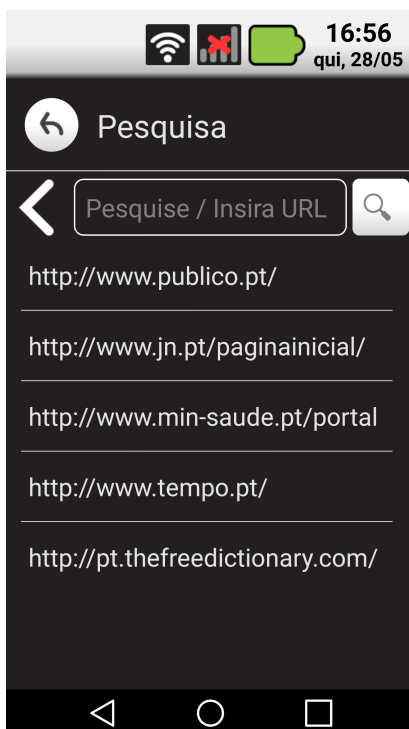 16:56
qui, 28/05
Pesquisa
Pesquise / Insira URL
http://www.publico.pt/
http://www.jn.pt/paginainicial/
http://www.min-saude.pt/portal
http://www.tempo.pt/
http://pt.thefreedictionary.com/